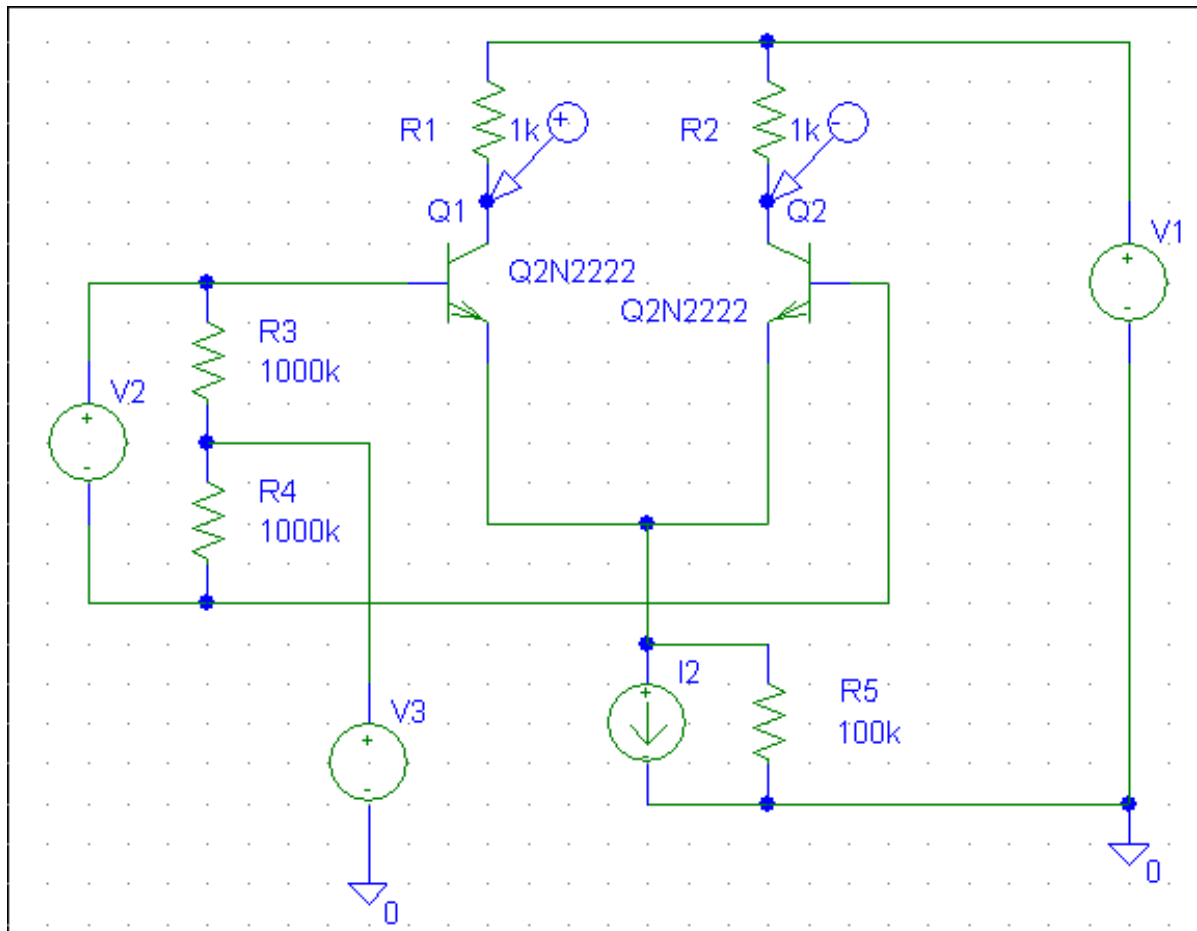 R1 1k + R2 1k -
Q1 Q2
V1
+
Q2N2222
-
Q2N2222
R3
1000k
V2
+
-
R4
1000k
I2
+
R5
V3
100k
+
-
-
0
0